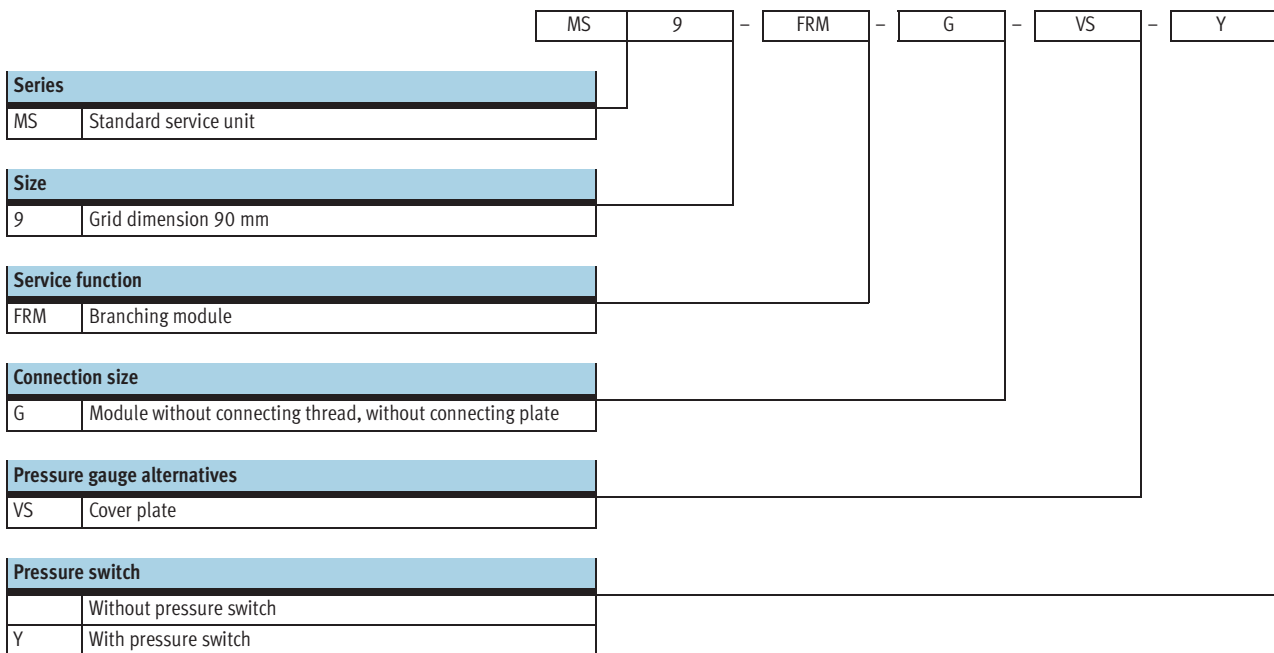 MS 9 – FRM – G – VS – Y
Series
MS Standard service unit
Size
9 Grid dimension 90 mm
Service function
FRM Branching module
Connection size
G Module without connecting thread, without connecting plate
Pressure gauge alternatives
VS Cover plate
Pressure switch
Without pressure switch
Y With pressure switch